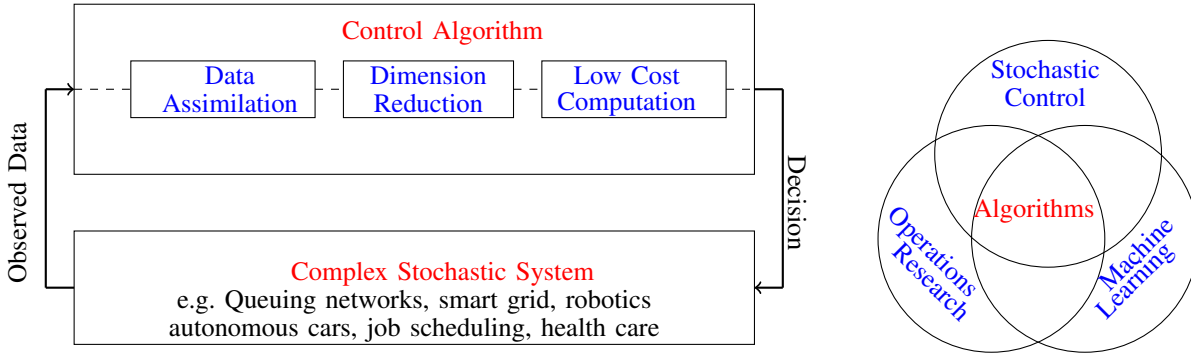 Control Algorithm
Data
Assimilation
Dimension
Reduction
Low Cost
Computation
Observed Data
Decision
Complex Stochastic System
e.g. Queuing networks, smart grid, robotics
autonomous cars, job scheduling, health care
Stochastic
Control
Algorithms
Operations
Research
Machine
Learning